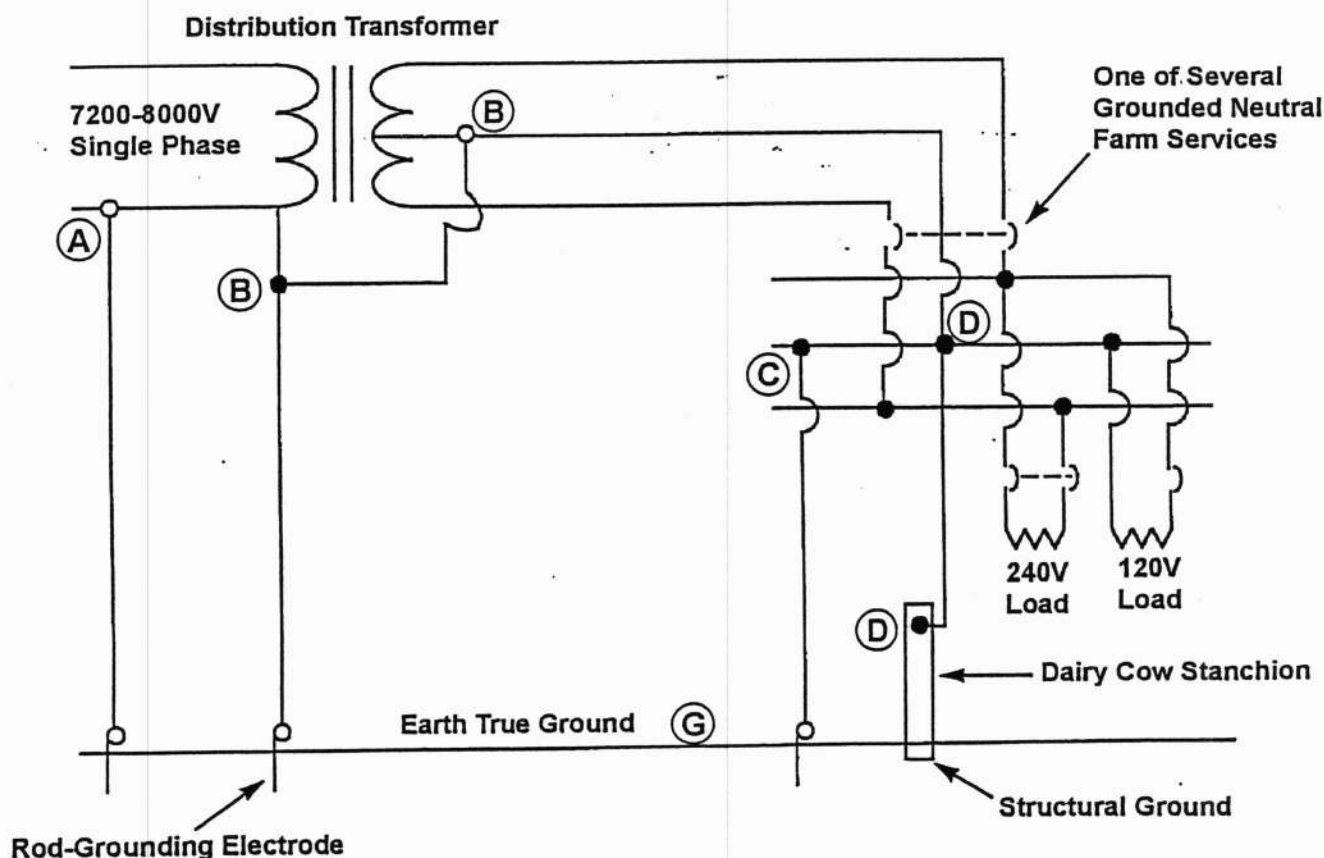 Distribution Transformer
7200-8000V
Single Phase
One of Several
Grounded Neutral
Farm Services
B
A
B
D
C
240V
Load
120V
Load
D
Dairy Cow Stanchion
Earth True Ground
G
Structural Ground
Rod-Grounding Electrode